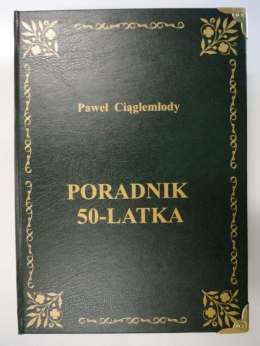 Paweł Ciąglemłody
PORADNIK
50-LATKA